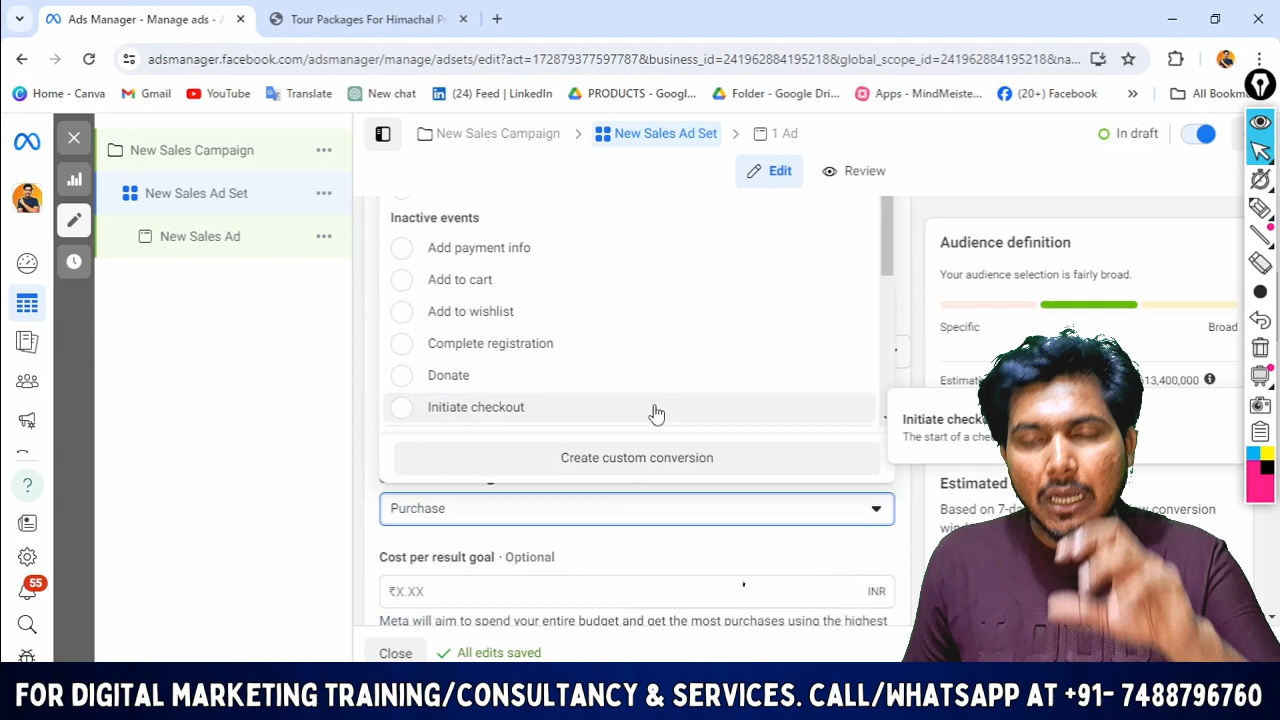 Ads Manager - Manage ads - A
Tour Packages For Himachal Pr
adsmanager.facebook.com/adsmanager/manage/adsets/edit?act=1728793775977878&business_id=241962884195218&global_scope_id=241962884195218&na...
Home - Canva
Gmail
YouTube
Translate
New chat
(24) Feed | LinkedIn
PRODUCTS - Googl...
Folder - Google Dri...
Apps - MindMeiste...
(20+) Facebook
All Bookm
New Sales Campaign
New Sales Ad Set
1 Ad
In draft
Edit
Review
New Sales Campaign
New Sales Ad Set
New Sales Ad
Inactive events
Add payment info
Add to cart
Add to wishlist
Complete registration
Donate
Initiate checkout
Create custom conversion
Purchase
Cost per result goal · Optional
₹X.XX
INR
Meta will aim to spend your entire budget and get the most purchases using the highest
Close
All edits saved
Audience definition
Your audience selection is fairly broad.
Specific
Broad
13,400,000
Initiate check
The start of a che
Estimated
Based on 7-da
conversion
55
FOR DIGITAL MARKETING TRAINING/CONSULTANCY & SERVICES. CALL/WHATSAPP AT +91- 7488796760